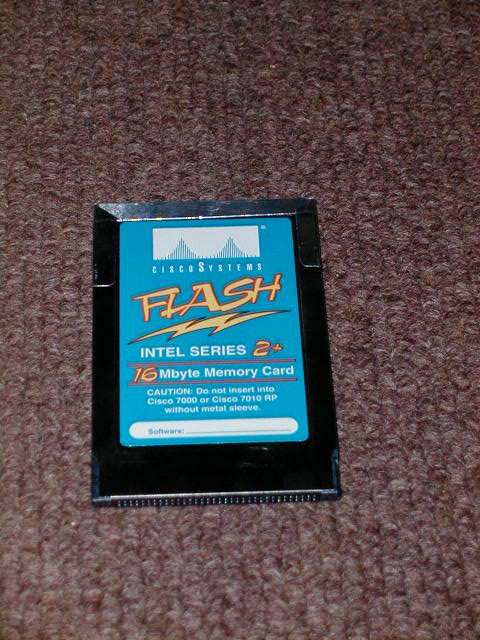 ®
CISCO SYSTEMS
FLASH
INTEL SERIES 2+
16 Mbyte Memory Card
CAUTION: Do not insert into
Cisco 7000 or Cisco 7010 RP
without metal sleeve.
Software: